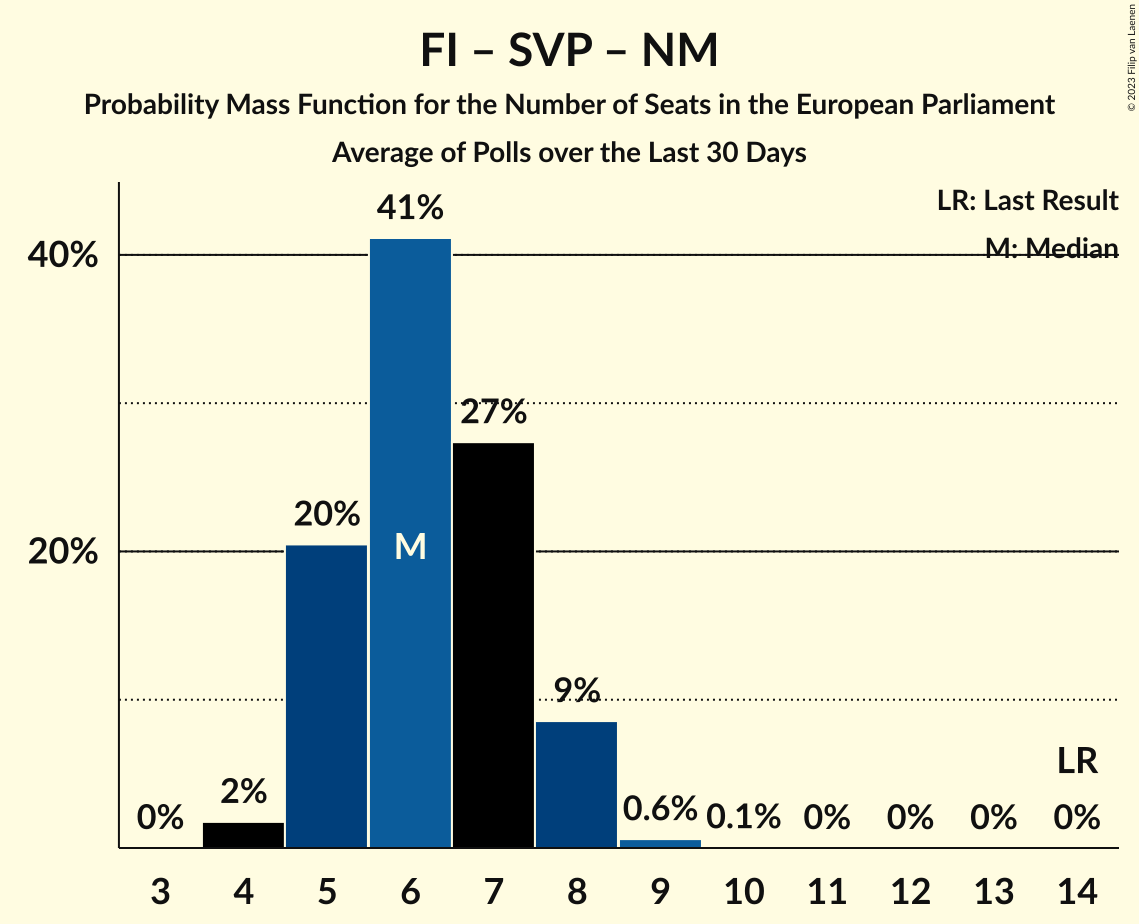 FI – SVP – NM
Probability Mass Function for the Number of Seats in the European Parliament
Average of Polls over the Last 30 Days
© 2023 Filip van Laenen
LR: Last Result
M: Median
41%
40%
27%
20%
20%
M
9%
LR
0%
2%
0.6%
0.1%
0%
0%
0%
0%
3 4 5 6 7 8 9 10 11 12 13 14